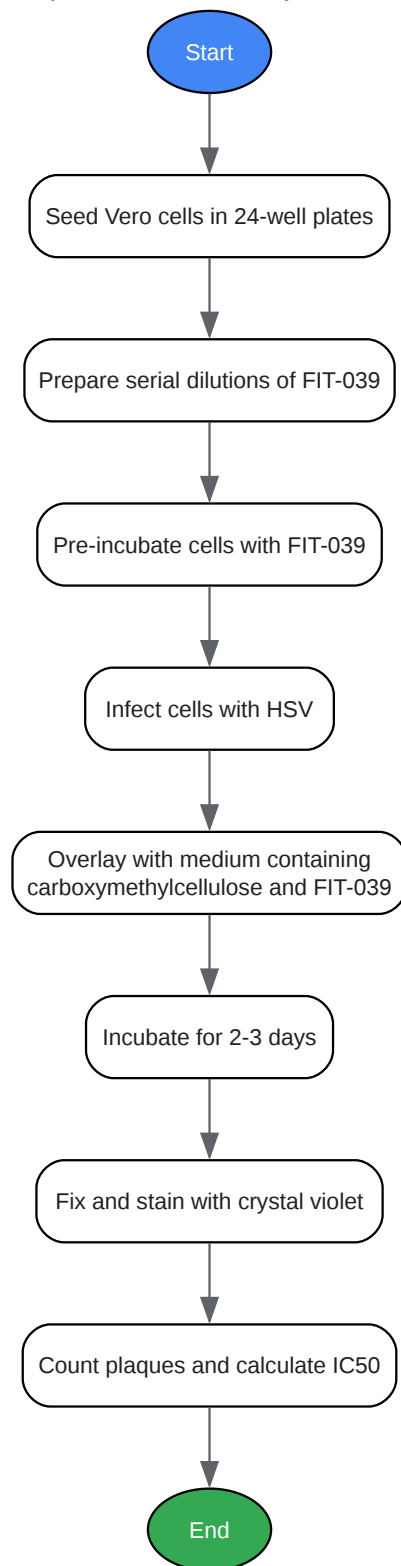 Start
Seed Vero cells in 24-well plates
Prepare serial dilutions of FIT-039
Pre-incubate cells with FIT-039
Infect cells with HSV
Overlay with medium containing
carboxymethylcellulose and FIT-039
Incubate for 2-3 days
Fix and stain with crystal violet
Count plaques and calculate IC50
End